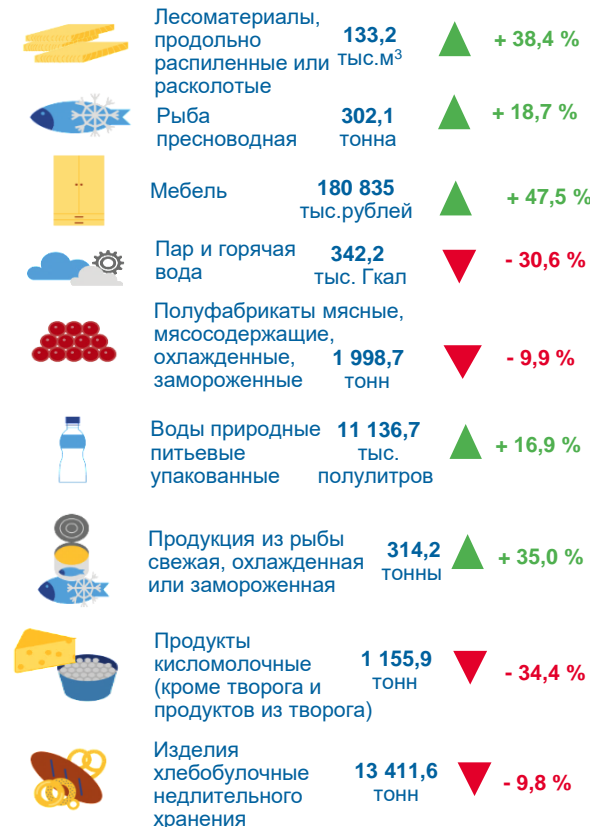 Лесоматериалы,
продольно
распиленные или
расколотые
133,2
тыс.м³
+ 38,4 %
Рыба
пресноводная
302,1
тонна
+ 18,7 %
Мебель
180 835
тыс.рублей
+ 47,5 %
Пар и горячая
вода
342,2
тыс. Гкал
- 30,6 %
Полуфабрикаты мясные,
мясосодержащие,
охлажденные,
замороженные
1 998,7
тонн
- 9,9 %
Воды природные
питьевые
упакованные
11 136,7
тыс.
полулитров
+ 16,9 %
Продукция из рыбы
свежая, охлажденная
или замороженная
314,2
тонны
+ 35,0 %
Продукты
кисломолочные
(кроме творога и
продуктов из творога)
1 155,9
тонн
- 34,4 %
Изделия
хлебобулочные
недлительного
хранения
13 411,6
тонн
- 9,8 %